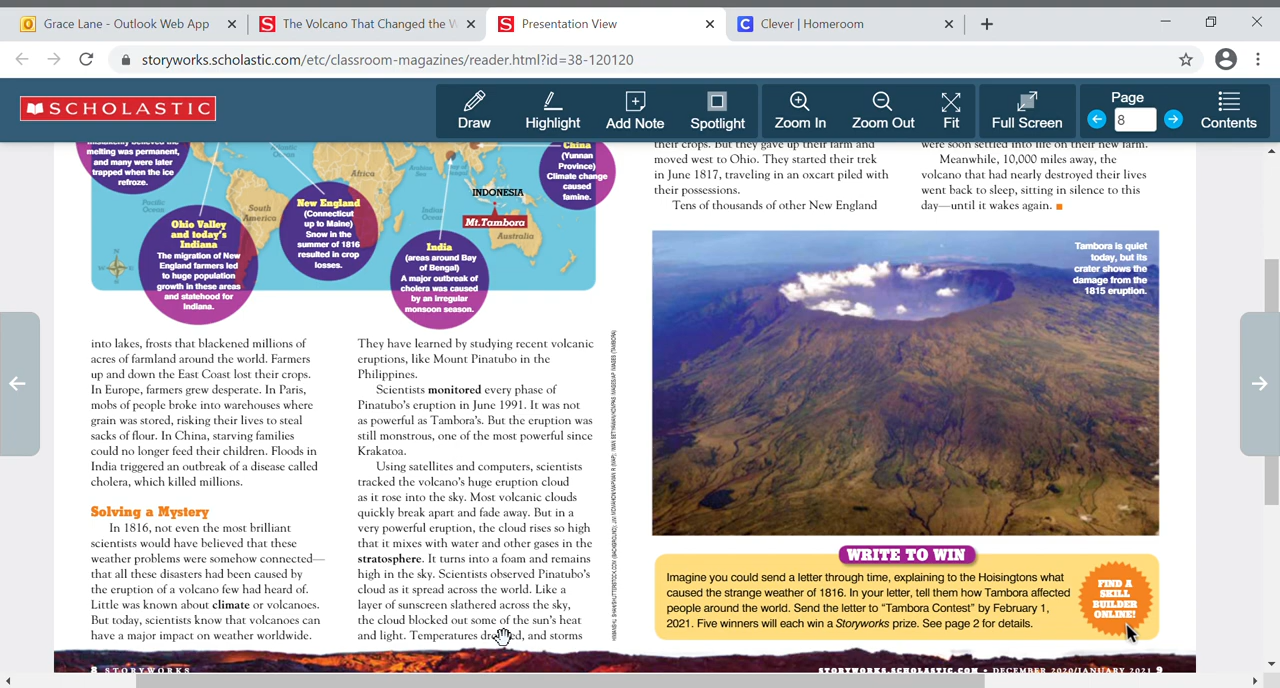 Grace Lane - Outlook Web App
The Volcano That Changed the W
Presentation View
Clever | Homeroom
storyworks.scholastic.com/etc/classroom-magazines/reader.html?id=38-120120
SCHOLASTIC
Draw
Highlight
Add Note
Spotlight
Zoom In
Zoom Out
Fit
Full Screen
Page
8
Contents
mistakenly believed the
melting was permanent,
and many were later
trapped when the ice
refroze.
Atlantic
Ocean
Africa
Arabian
Sea
Bay of
Bengal
China
(Yunnan
Province)
Climate change
caused
famine.
Pacific
Ocean
South
America
Indian
Ocean
INDONESIA
Mt.Tambora
Australia
N
W
E
S
Ohio Valley
and today's
Indiana
The migration of New
England farmers led
to huge population
growth in these areas
and statehood for
Indiana.
New England
(Connecticut
up to Maine)
Snow in the
summer of 1816
resulted in crop
losses.
India
(areas around Bay
of Bengal)
A major outbreak of
cholera was caused
by an irregular
monsoon season.
into lakes, frosts that blackened millions of
acres of farmland around the world. Farmers
up and down the East Coast lost their crops.
In Europe, farmers grew desperate. In Paris,
mobs of people broke into warehouses where
grain was stored, risking their lives to steal
sacks of flour. In China, starving families
could no longer feed their children. Floods in
India triggered an outbreak of a disease called
cholera, which killed millions.
Solving a Mystery
In 1816, not even the most brilliant
scientists would have believed that these
weather problems were somehow connected—
that all these disasters had been caused by
the eruption of a volcano few had heard of.
Little was known about climate or volcanoes.
But today, scientists know that volcanoes can
have a major impact on weather worldwide.
They have learned by studying recent volcanic
eruptions, like Mount Pinatubo in the
Philippines.
Scientists monitored every phase of
Pinatubo's eruption in June 1991. It was not
as powerful as Tambora's. But the eruption was
still monstrous, one of the most powerful since
Krakatoa.
Using satellites and computers, scientists
tracked the volcano's huge eruption cloud
as it rose into the sky. Most volcanic clouds
quickly break apart and fade away. But in a
very powerful eruption, the cloud rises so high
that it mixes with water and other gases in the
stratosphere. It turns into a foam and remains
high in the sky. Scientists observed Pinatubo's
cloud as it spread across the world. Like a
layer of sunscreen slathered across the sky,
the cloud blocked out some of the sun's heat
and light. Temperatures dropped, and storms
their crops. But they gave up their farm and
moved west to Ohio. They started their trek
in June 1817, traveling in an oxcart piled with
their possessions.
Tens of thousands of other New England
were soon settled into life on their new farm.
Meanwhile, 10,000 miles away, the
volcano that had nearly destroyed their lives
went back to sleep, sitting in silence to this
day—until it wakes again.
Tambora is quiet
today, but its
crater shows the
damage from the
1815 eruption.
WRITE TO WIN
Imagine you could send a letter through time, explaining to the Hoisingtons what
caused the strange weather of 1816. In your letter, tell them how Tambora affected
people around the world. Send the letter to "Tambora Contest" by February 1,
2021. Five winners will each win a Storyworks prize. See page 2 for details.
FIND A
SKILL
BUILDER
ONLINE!
8 STORYWORKS
STORYWORKS.SCHOLASTIC.COM • DECEMBER 2020/JANUARY 2021 9